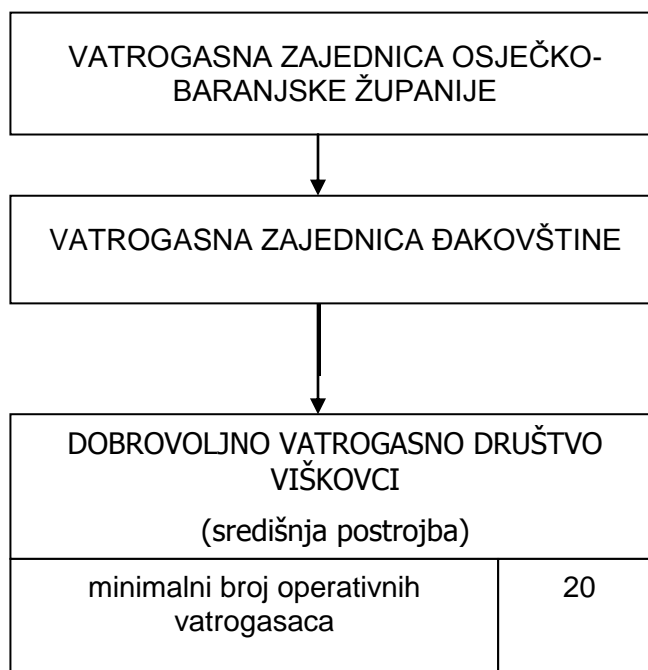 VATROGASNA ZAJEDNICA OSJEČKO-
BARANJSKE ŽUPANIJE
VATROGASNA ZAJEDNICA ĐAKOVŠTINE
DOBROVOLJNO VATROGASNO DRUŠTVO
VIŠKOVCI
(središnja postrojba)
minimalni broj operativnih 20
vatrogasaca